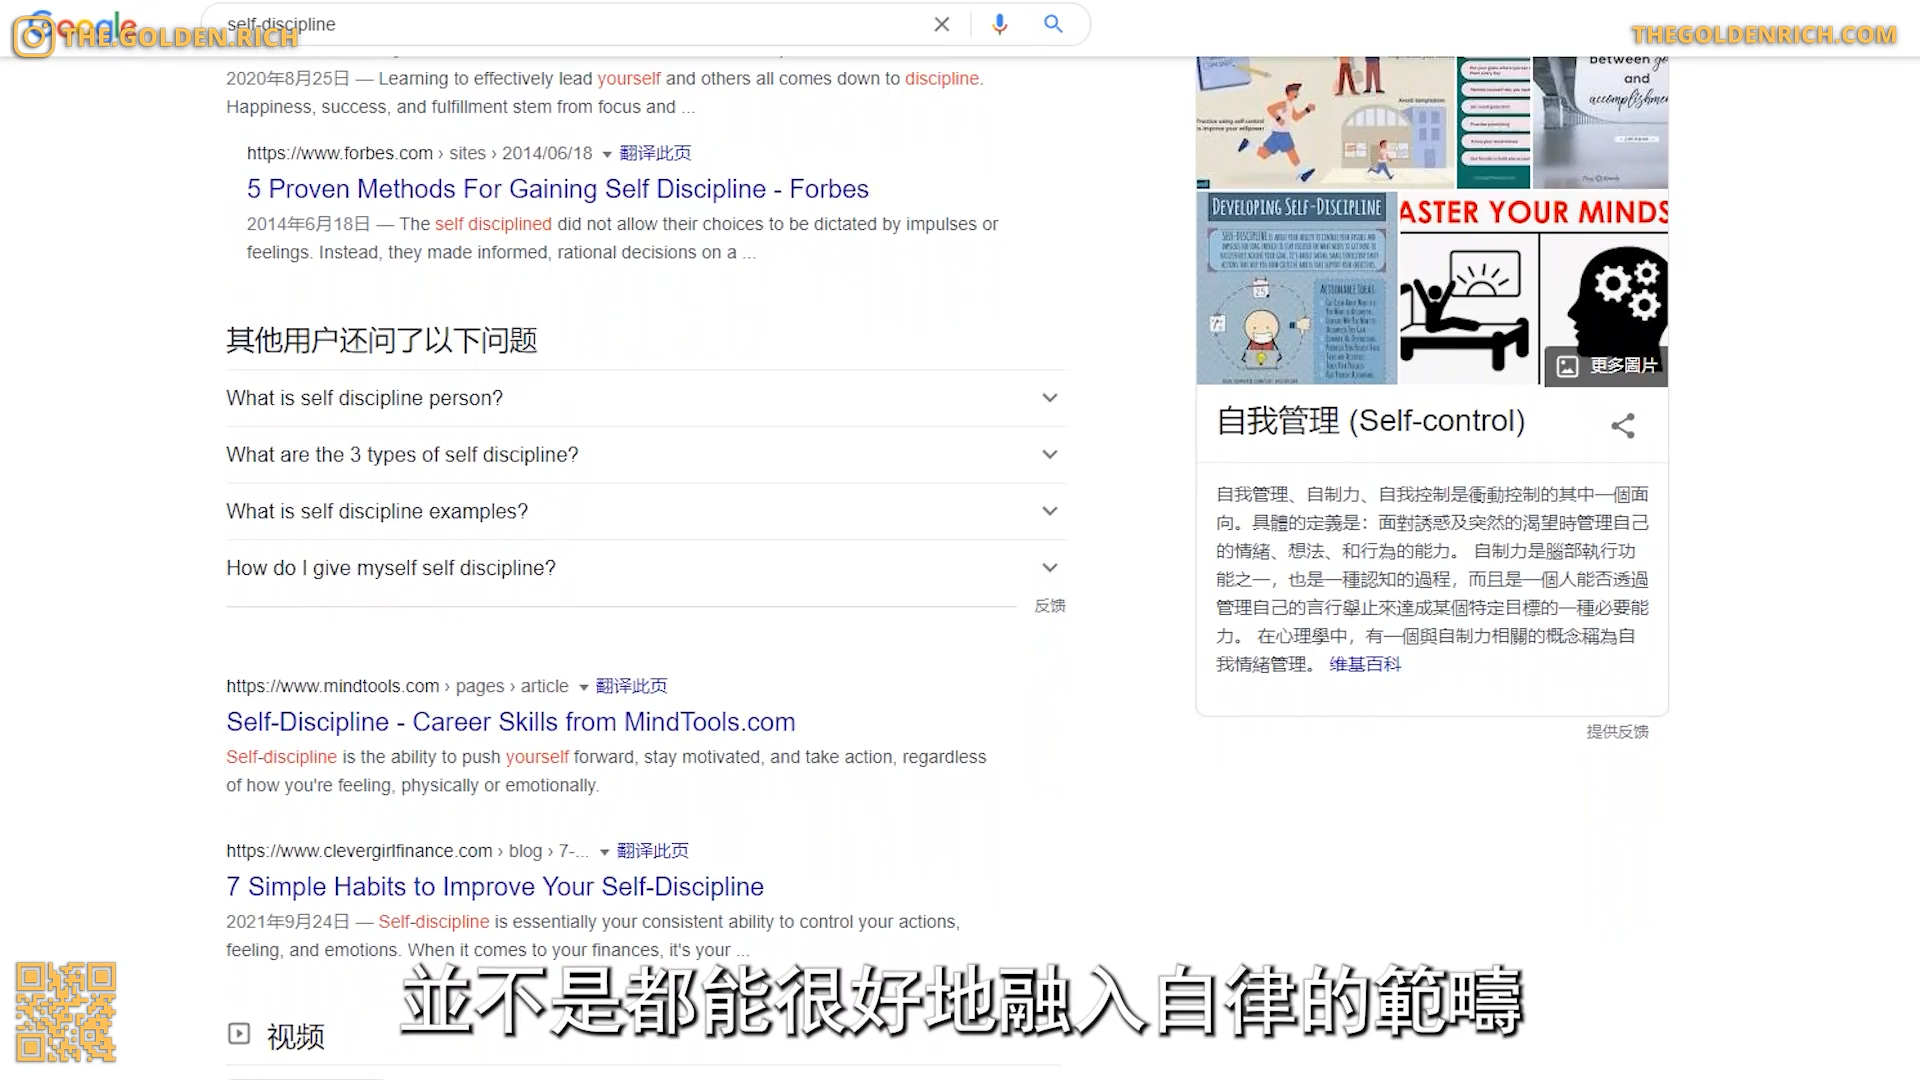 Google
self-discipline
THE.GOLDEN.RICH
THEGOLDENRICH.COM
2020年8月25日 — Learning to effectively lead yourself and others all comes down to discipline.
Happiness, success, and fulfillment stem from focus and ...
https://www.forbes.com › sites › 2014/06/18 翻译此页
5 Proven Methods For Gaining Self Discipline - Forbes
2014年6月18日 — The self disciplined did not allow their choices to be dictated by impulses or
feelings. Instead, they made informed, rational decisions on a ...
其他用户还问了以下问题
What is self discipline person?
What are the 3 types of self discipline?
What is self discipline examples?
How do I give myself self discipline?
反馈
https://www.mindtools.com › pages › article 翻译此页
Self-Discipline - Career Skills from MindTools.com
Self-discipline is the ability to push yourself forward, stay motivated, and take action, regardless
of how you're feeling, physically or emotionally.
https://www.clevergirlfinance.com › blog › 7-... 翻译此页
7 Simple Habits to Improve Your Self-Discipline
2021年9月24日 — Self-discipline is essentially your consistent ability to control your actions,
feeling, and emotions. When it comes to your finances, it's your ...
视频
Avoid temptations
between
and
DEVELOPING SELF-DISCIPLINE
ACTIONABLE IDEAS
ASTER YOUR MINDS
更多圖片
自我管理 (Self-control)
自我管理、自制力、自我控制是衝動控制的其中一個面
向。具體的定義是：面對誘惑及突然的渴望時管理自己
的情緒、想法、和行為的能力。 自制力是腦部執行功
能之一，也是一種認知的過程，而且是一個人能否透過
管理自己的言行舉止來達成某個特定目標的一種必要能
力。 在心理學中，有一個與自制力相關的概念稱為自
我情緒管理。 维基百科
提供反馈
並不是都能很好地融入自律的範疇